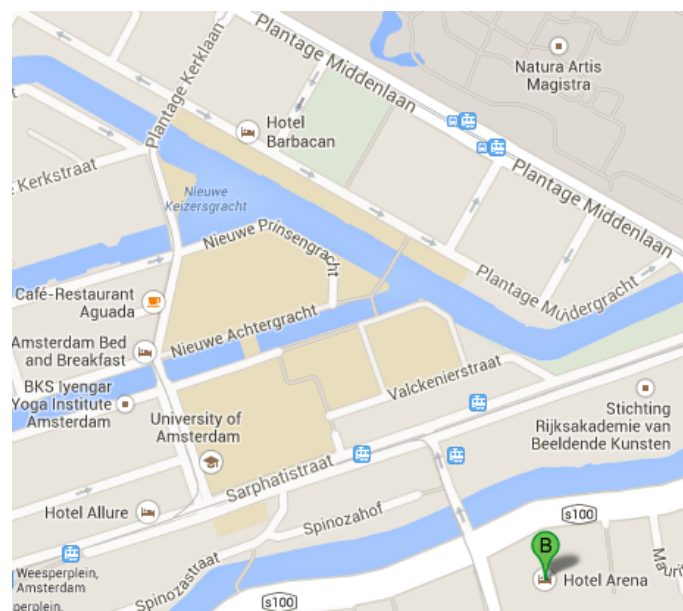 Plantage Middenlaan
Plantage Kerklaan
Natura Artis
Magistra
Hotel
Barbacan
Kerkstraat
Nieuwe
Keizersgracht
Plantage Middenlaan
Nieuwe Prinsengracht
Plantage Muidergracht
Café-Restaurant
Aguada
Nieuwe Achtergracht
Amsterdam Bed
and Breakfast
Valckenierstraat
BKS Iyengar
Yoga Institute
Amsterdam
University of
Amsterdam
Stichting
Rijksakademie van
Beeldende Kunsten
Sarphatistraat
Hotel Allure
Spinozahof
s100
B
Weesperplein,
Amsterdam
Spinozastraat
Hotel Arena
s100